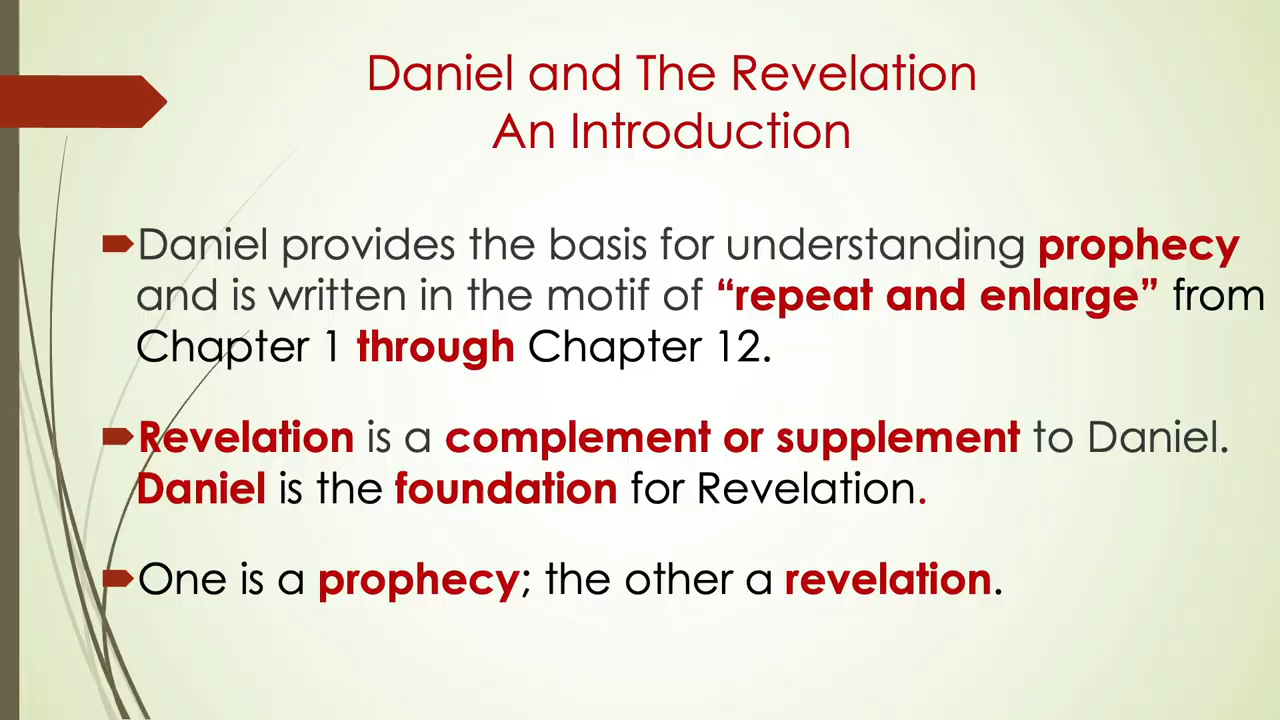 Daniel and The Revelation
An Introduction
Daniel provides the basis for understanding prophecy
and is written in the motif of “repeat and enlarge” from
Chapter 1 through Chapter 12.
Revelation is a complement or supplement to Daniel.
Daniel is the foundation for Revelation.
One is a prophecy; the other a revelation.